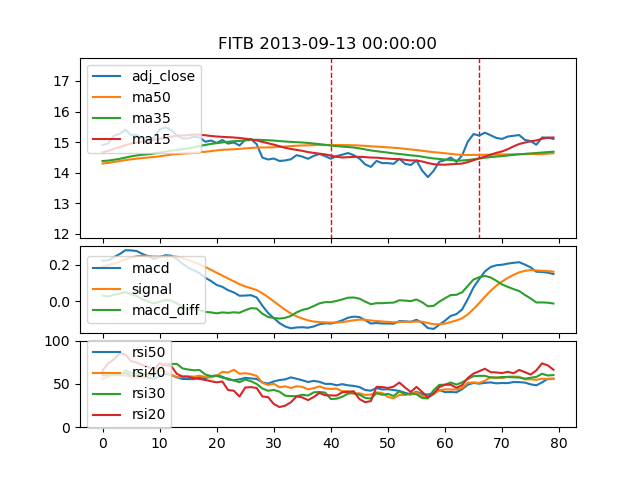 FITB 2013-09-13 00:00:00
17
16
15
14
13
12
adj_close
ma50
ma35
ma15
0.2
0.0
macd
signal
macd_diff
100
50
0
rsi50
rsi40
rsi30
rsi20
0 10 20 30 40 50 60 70 80